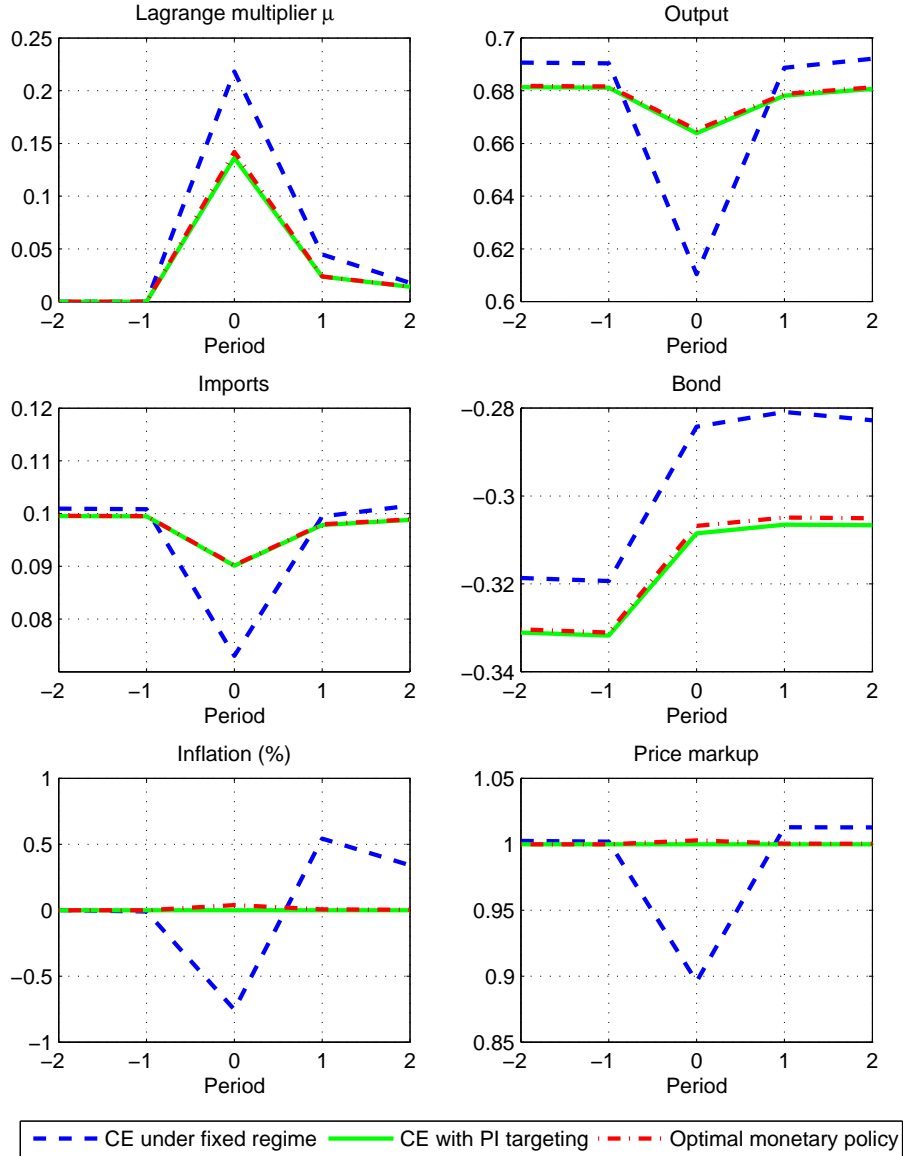 Lagrange multiplier μ
0.25
0.2
0.15
0.1
0.05
0
−2 −1 0 1 2
Period
Output
0.7
0.68
0.66
0.64
0.62
0.6
−2 −1 0 1 2
Period
Imports
0.12
0.11
0.1
0.09
0.08
−2 −1 0 1 2
Period
Bond
−0.28
−0.3
−0.32
−0.34
−2 −1 0 1 2
Period
Inflation (%)
1
0.5
0
−0.5
−1
−2 −1 0 1 2
Period
Price markup
1.05
1
0.95
0.9
0.85
−2 −1 0 1 2
Period
CE under fixed regime CE with PI targeting Optimal monetary policy